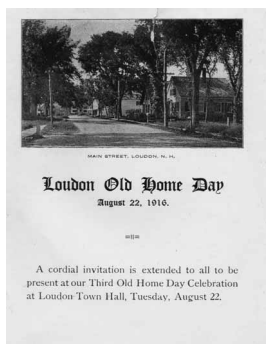 MAIN STREET, LOUDON, N. H.
Loudon Old Home Day
August 22, 1916.
A cordial invitation is extended to all to be
present at our Third Old Home Day Celebration
at Loudon Town Hall, Tuesday, August 22.